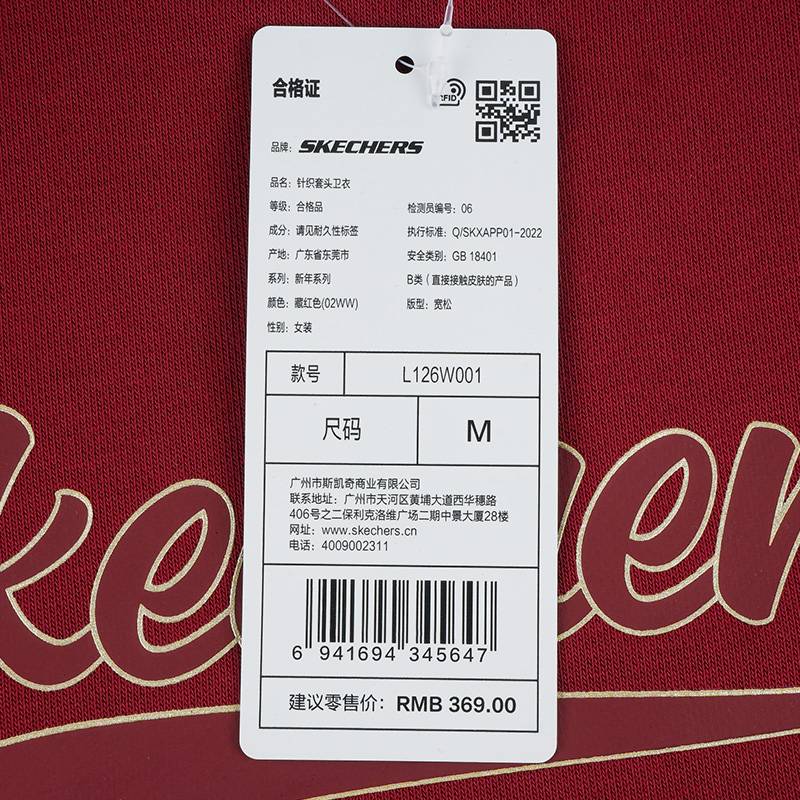 合格证
RFID
品牌: SKECHERS
品名: 针织套头卫衣
等级: 合格品
检测员编号: 06
成分: 请见耐久性标签
执行标准: Q/SKXAPP01-2022
产地: 广东省东莞市
安全类别: GB 18401
系列: 新年系列
B类 (直接接触皮肤的产品)
颜色: 藏红色(02WW)
版型: 宽松
性别: 女装
款号 L126W001
尺码 M
广州市斯凯奇商业有限公司
联系地址: 广州市天河区黄埔大道西华穗路
406号之二保利克洛维广场二期中景大厦28楼
网址: www.skechers.cn
电话: 4009002311
6 941694 345647
建议零售价: RMB 369.00